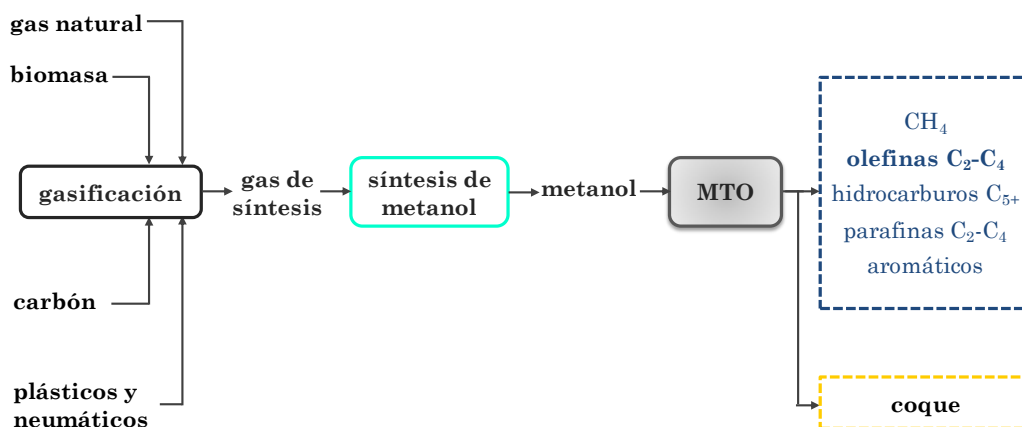 gas natural
biomasa
gasificación
carbón
plásticos y
neumáticos
gas de
síntesis
síntesis de
metanol
metanol
MTO
CH₄
olefinas C₂-C₄
hidrocarburos C₅₊
parafinas C₂-C₄
aromáticos
coque